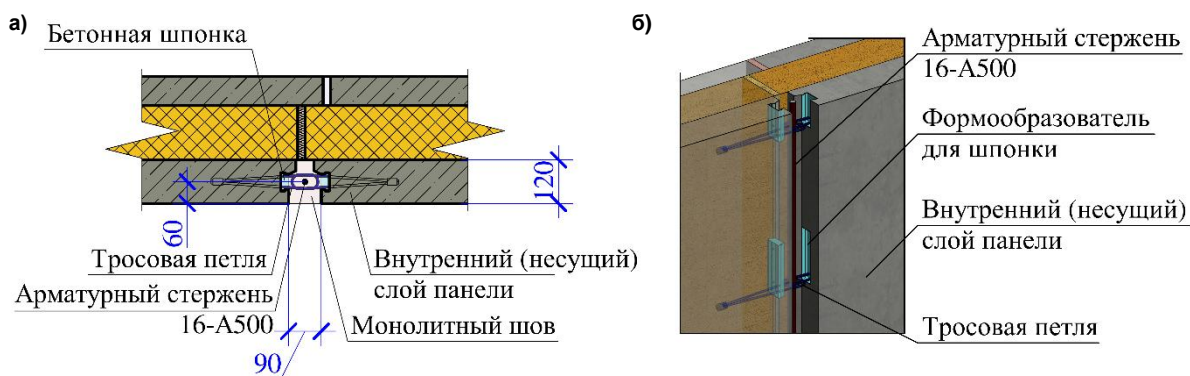 а)
Бетонная шпонка
120
60
Тросовая петля
Арматурный стержень
16-А500
90
Внутренний (несущий)
слой панели
Монолитный шов
б)
Арматурный стержень
16-А500
Формообразователь
для шпонки
Внутренний (несущий)
слой панели
Тросовая петля